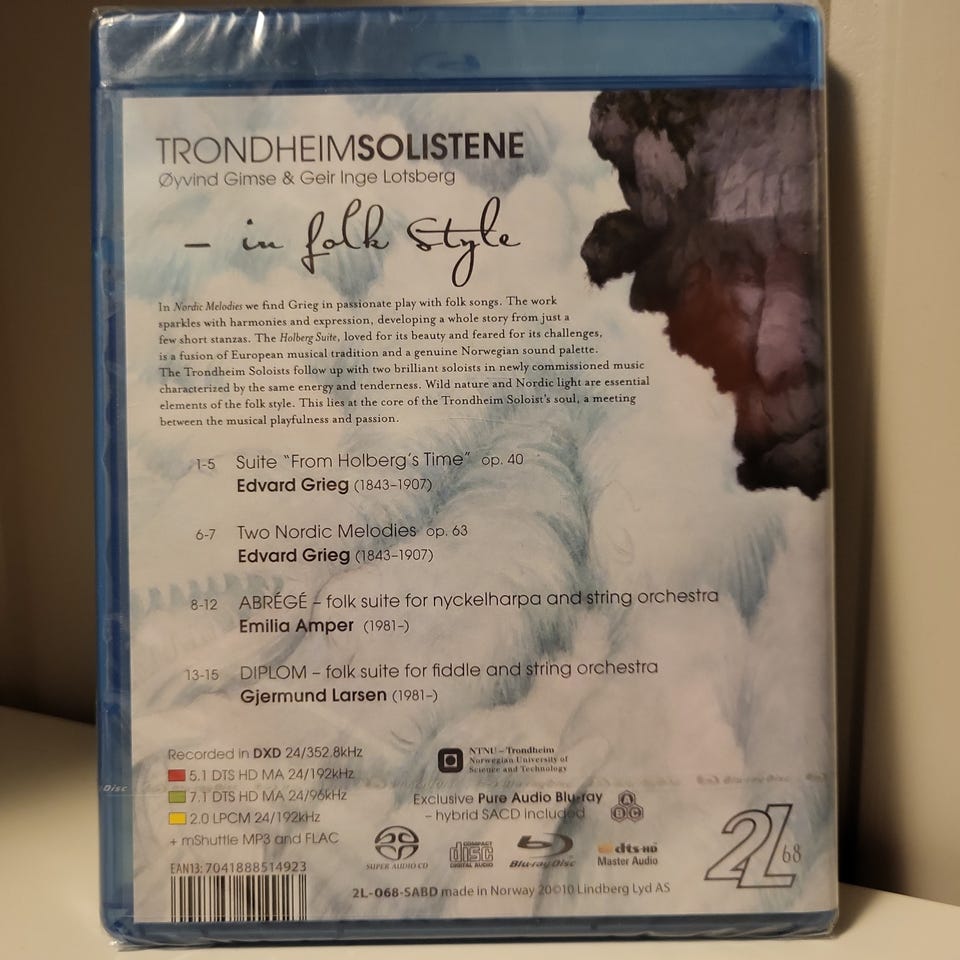 TRONDHEIMSOLISTENE
Øyvind Gimse & Geir Inge Lotsberg
– in folk style
In Nordic Melodies we find Grieg in passionate play with folk songs. The work
sparkles with harmonies and expression, developing a whole story from just a
few short stanzas. The Holberg Suite, loved for its beauty and feared for its challenges,
is a fusion of European musical tradition and a genuine Norwegian sound palette.
The Trondheim Soloists follow up with two brilliant soloists in newly commissioned music
characterized by the same energy and tenderness. Wild nature and Nordic light are essential
elements of the folk style. This lies at the core of the Trondheim Soloist's soul, a meeting
between the musical playfulness and passion.
1-5 Suite "From Holberg's Time" op. 40
Edvard Grieg (1843–1907)
6-7 Two Nordic Melodies op. 63
Edvard Grieg (1843–1907)
8-12 ABRÉGÉ – folk suite for nyckelharpa and string orchestra
Emilia Amper (1981–)
13-15 DIPLOM – folk suite for fiddle and string orchestra
Gjermund Larsen (1981–)
Recorded in DXD 24/352.8kHz
5.1 DTS HD MA 24/192kHz
7.1 DTS HD MA 24/96kHz
2.0 LPCM 24/192kHz
+ mShuttle MP3 and FLAC
EAN13: 7041888514923
NTNU – Trondheim
Norwegian University of
Science and Technology
Exclusive Pure Audio Blu-ray
– hybrid SACD included
A
B C
SUPER AUDIO CD
COMPACT
disc
DIGITAL AUDIO
Blu-ray Disc
dts-HD
Master Audio
2L-068-SABD made in Norway 20©10 Lindberg Lyd AS
2L 68
Disc